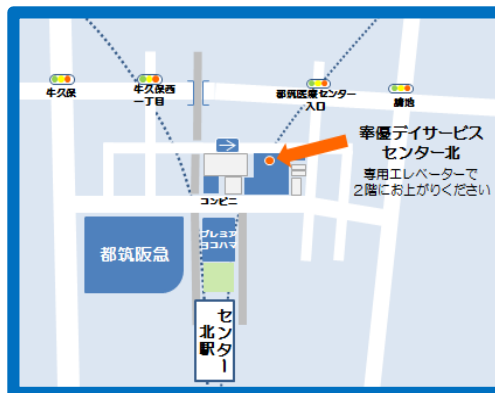 牛久保
牛久保西
一丁目
都筑医療センター
入口
幸優デイサービス
センター北
専用エレベーターで
2階にお上がりください
コンビニ
プレミア
ヨコハマ
都筑阪急
センター
北駅